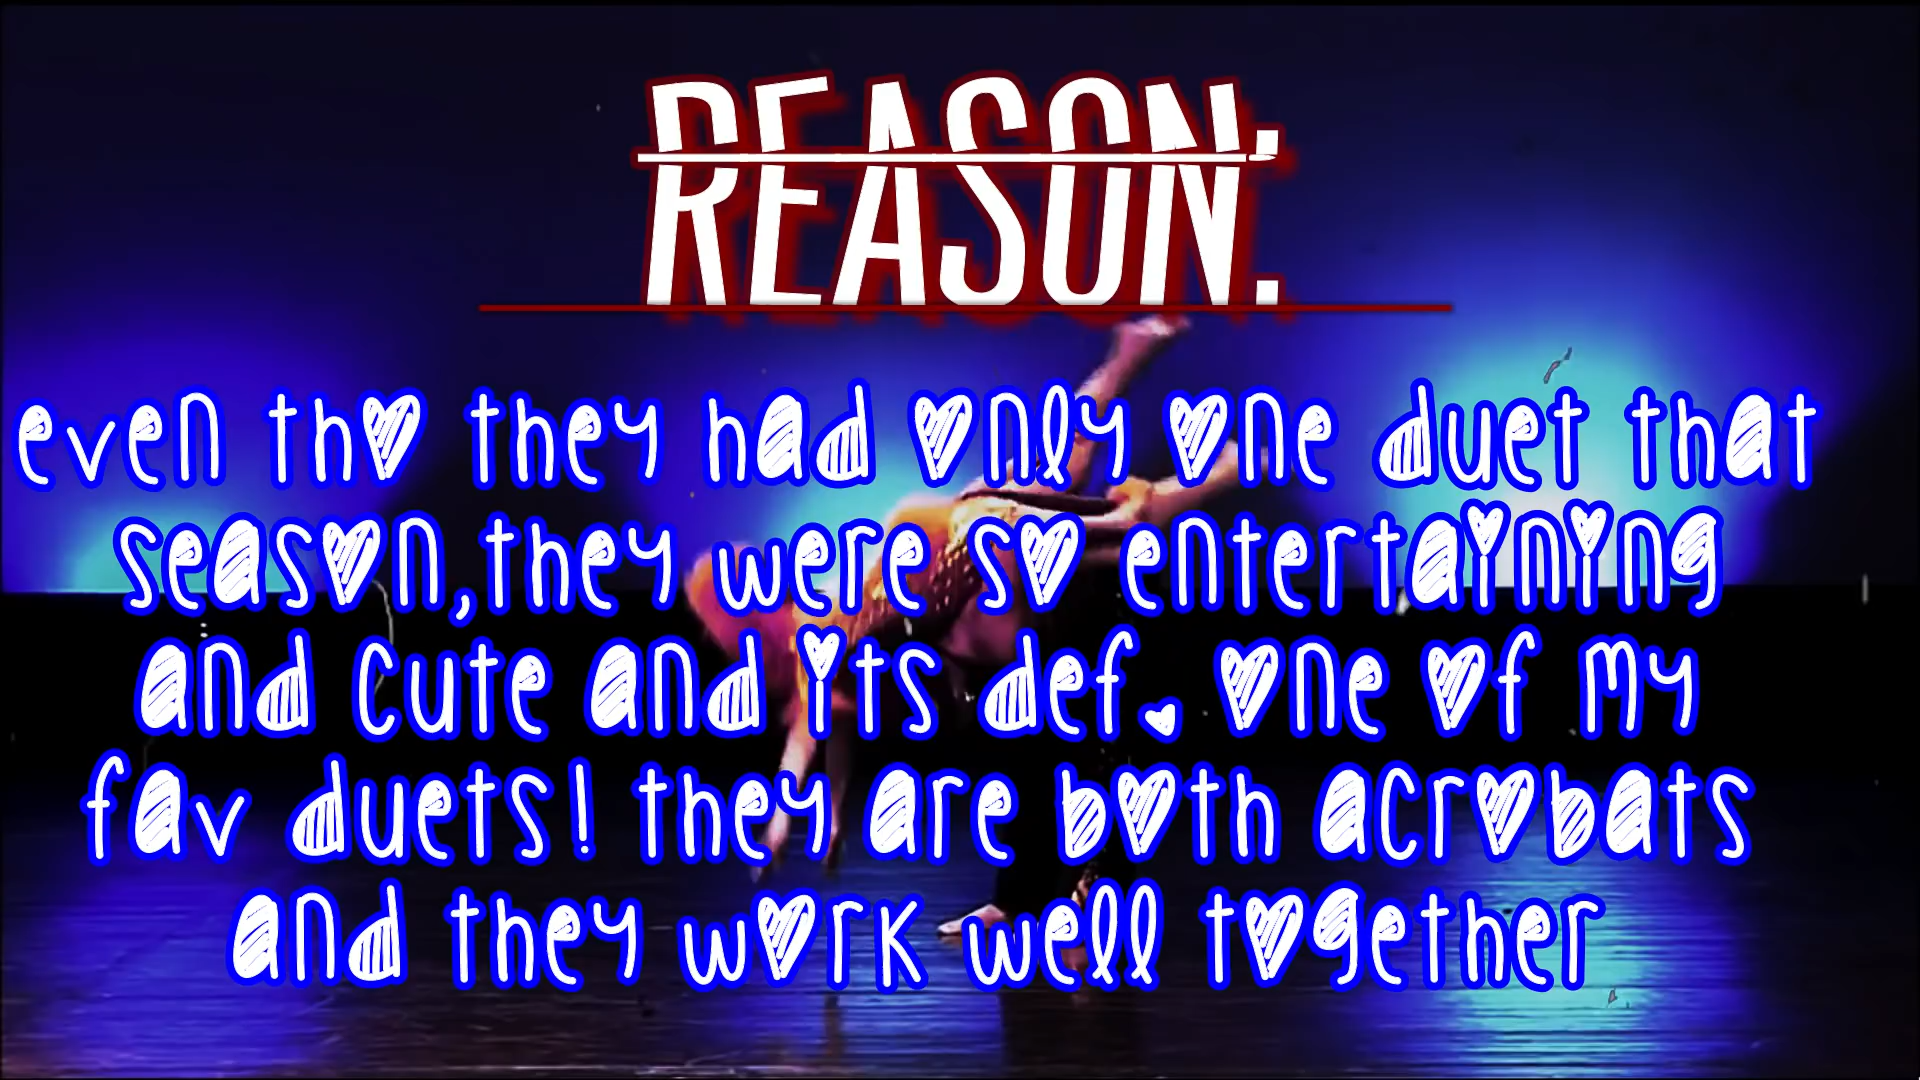 REASON:
even tho they had only one duet that
season,they were so entertaining
and cute and its def. one of my
fav duets! they are both acrobats
and they work well together